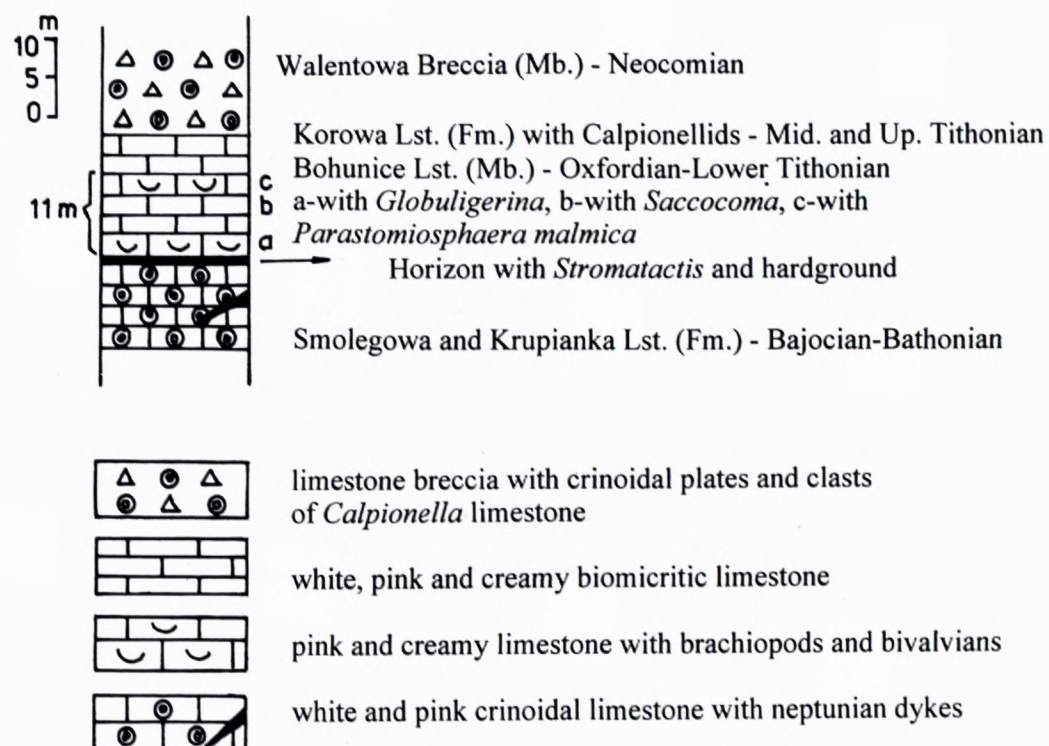 m
10
5
0
Walentowa Breccia (Mb.) - Neocomian
Korowa Lst. (Fm.) with Calpionellids - Mid. and Up. Tithonian
Bohunice Lst. (Mb.) - Oxfordian-Lower Tithonian
a-with Globuligerina, b-with Saccocoma, c-with
Parastomiosphaera malmica
11 m
c
b
a
Horizon with Stromatactis and hardground
Smolegowa and Krupianka Lst. (Fm.) - Bajocian-Bathonian
limestone breccia with crinoidal plates and clasts
of Calpionella limestone
white, pink and creamy biomicritic limestone
pink and creamy limestone with brachiopods and bivalvians
white and pink crinoidal limestone with neptunian dykes